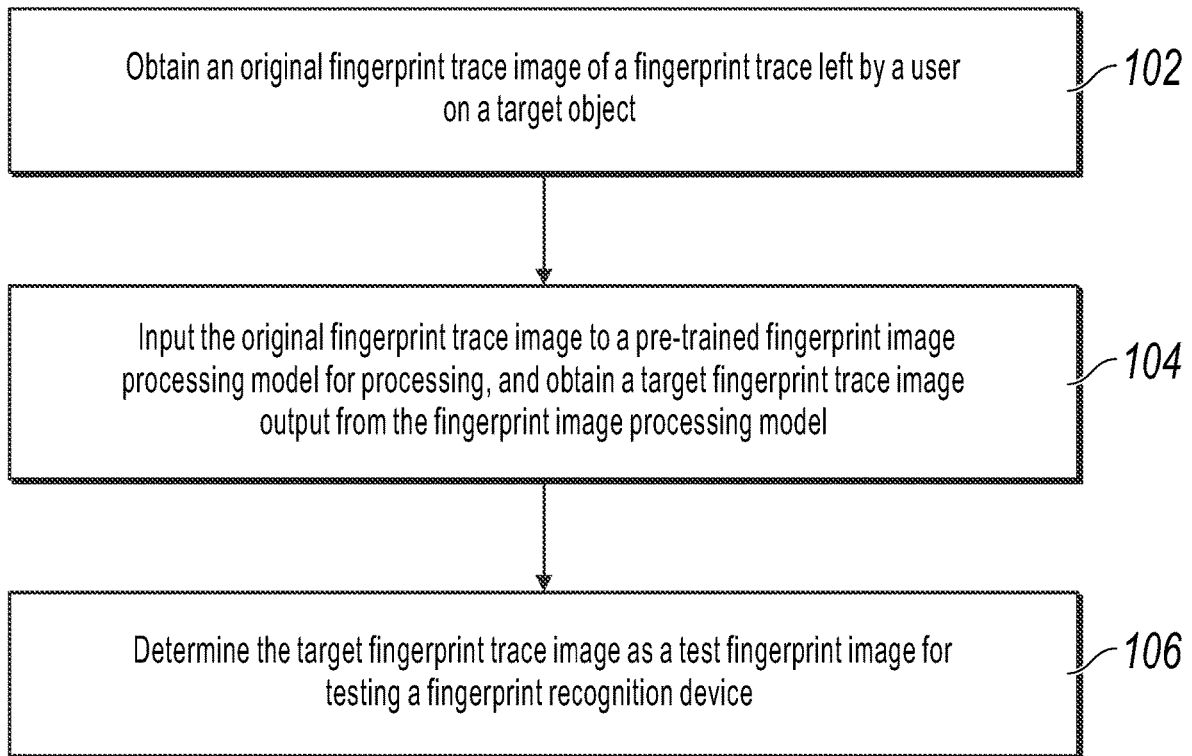 Obtain an original fingerprint trace image of a fingerprint trace left by a user
on a target object
102
Input the original fingerprint trace image to a pre-trained fingerprint image
processing model for processing, and obtain a target fingerprint trace image
output from the fingerprint image processing model
104
Determine the target fingerprint trace image as a test fingerprint image for
testing a fingerprint recognition device
106